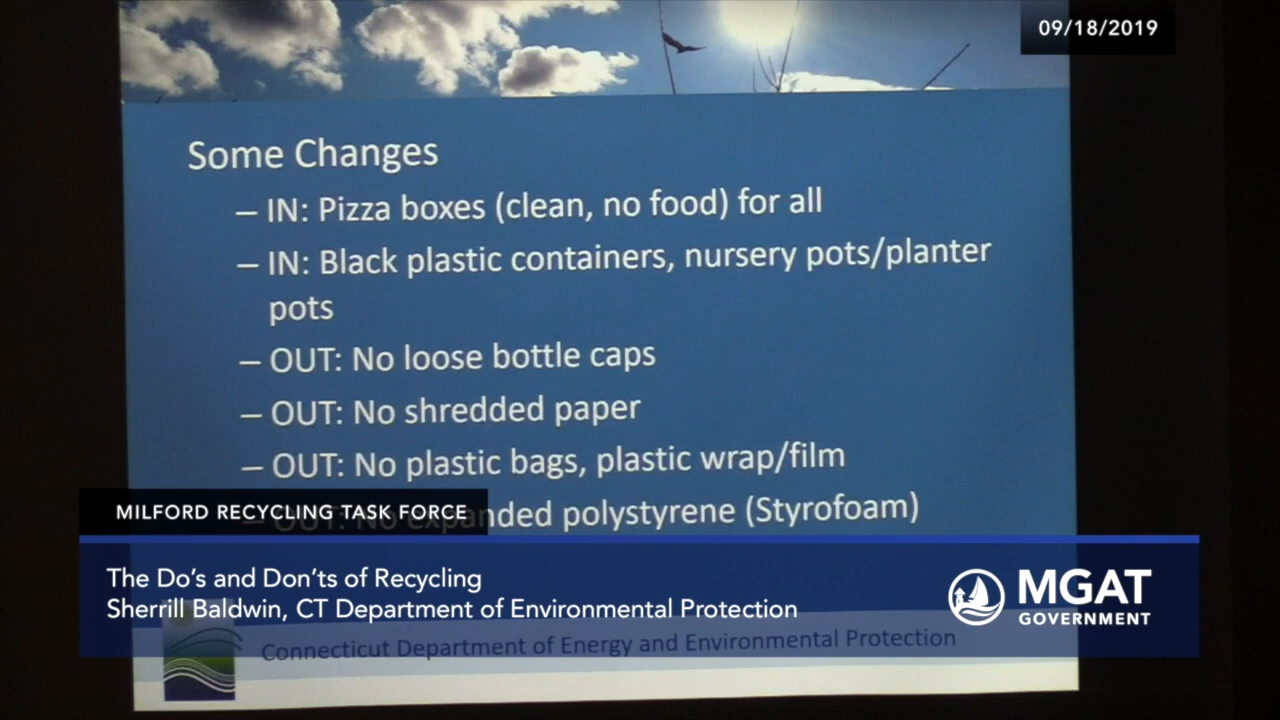 09/18/2019
Some Changes
– IN: Pizza boxes (clean, no food) for all
– IN: Black plastic containers, nursery pots/planter
pots
– OUT: No loose bottle caps
– OUT: No shredded paper
– OUT: No plastic bags, plastic wrap/film
– OUT: No expanded polystyrene (Styrofoam)
MILFORD RECYCLING TASK FORCE
The Do's and Don'ts of Recycling
Sherrill Baldwin, CT Department of Environmental Protection
MGAT
GOVERNMENT
Connecticut Department of Energy and Environmental Protection